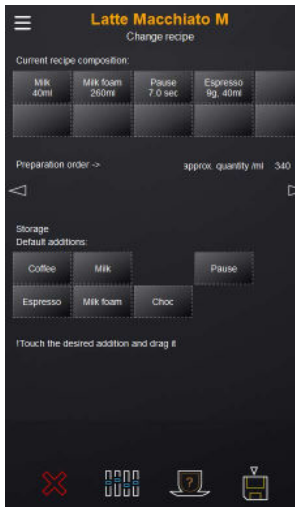 Latte Macchiato M
Change recipe
Current recipe composition:
Milk
40ml
Milk foam
260ml
Pause
7.0 sec
Espresso
9g, 40ml
Preparation order -> approx. quantity /ml 340
Storage
Default additions:
Coffee Milk Pause
Espresso Milk foam Choc
!Touch the desired addition and drag it
?